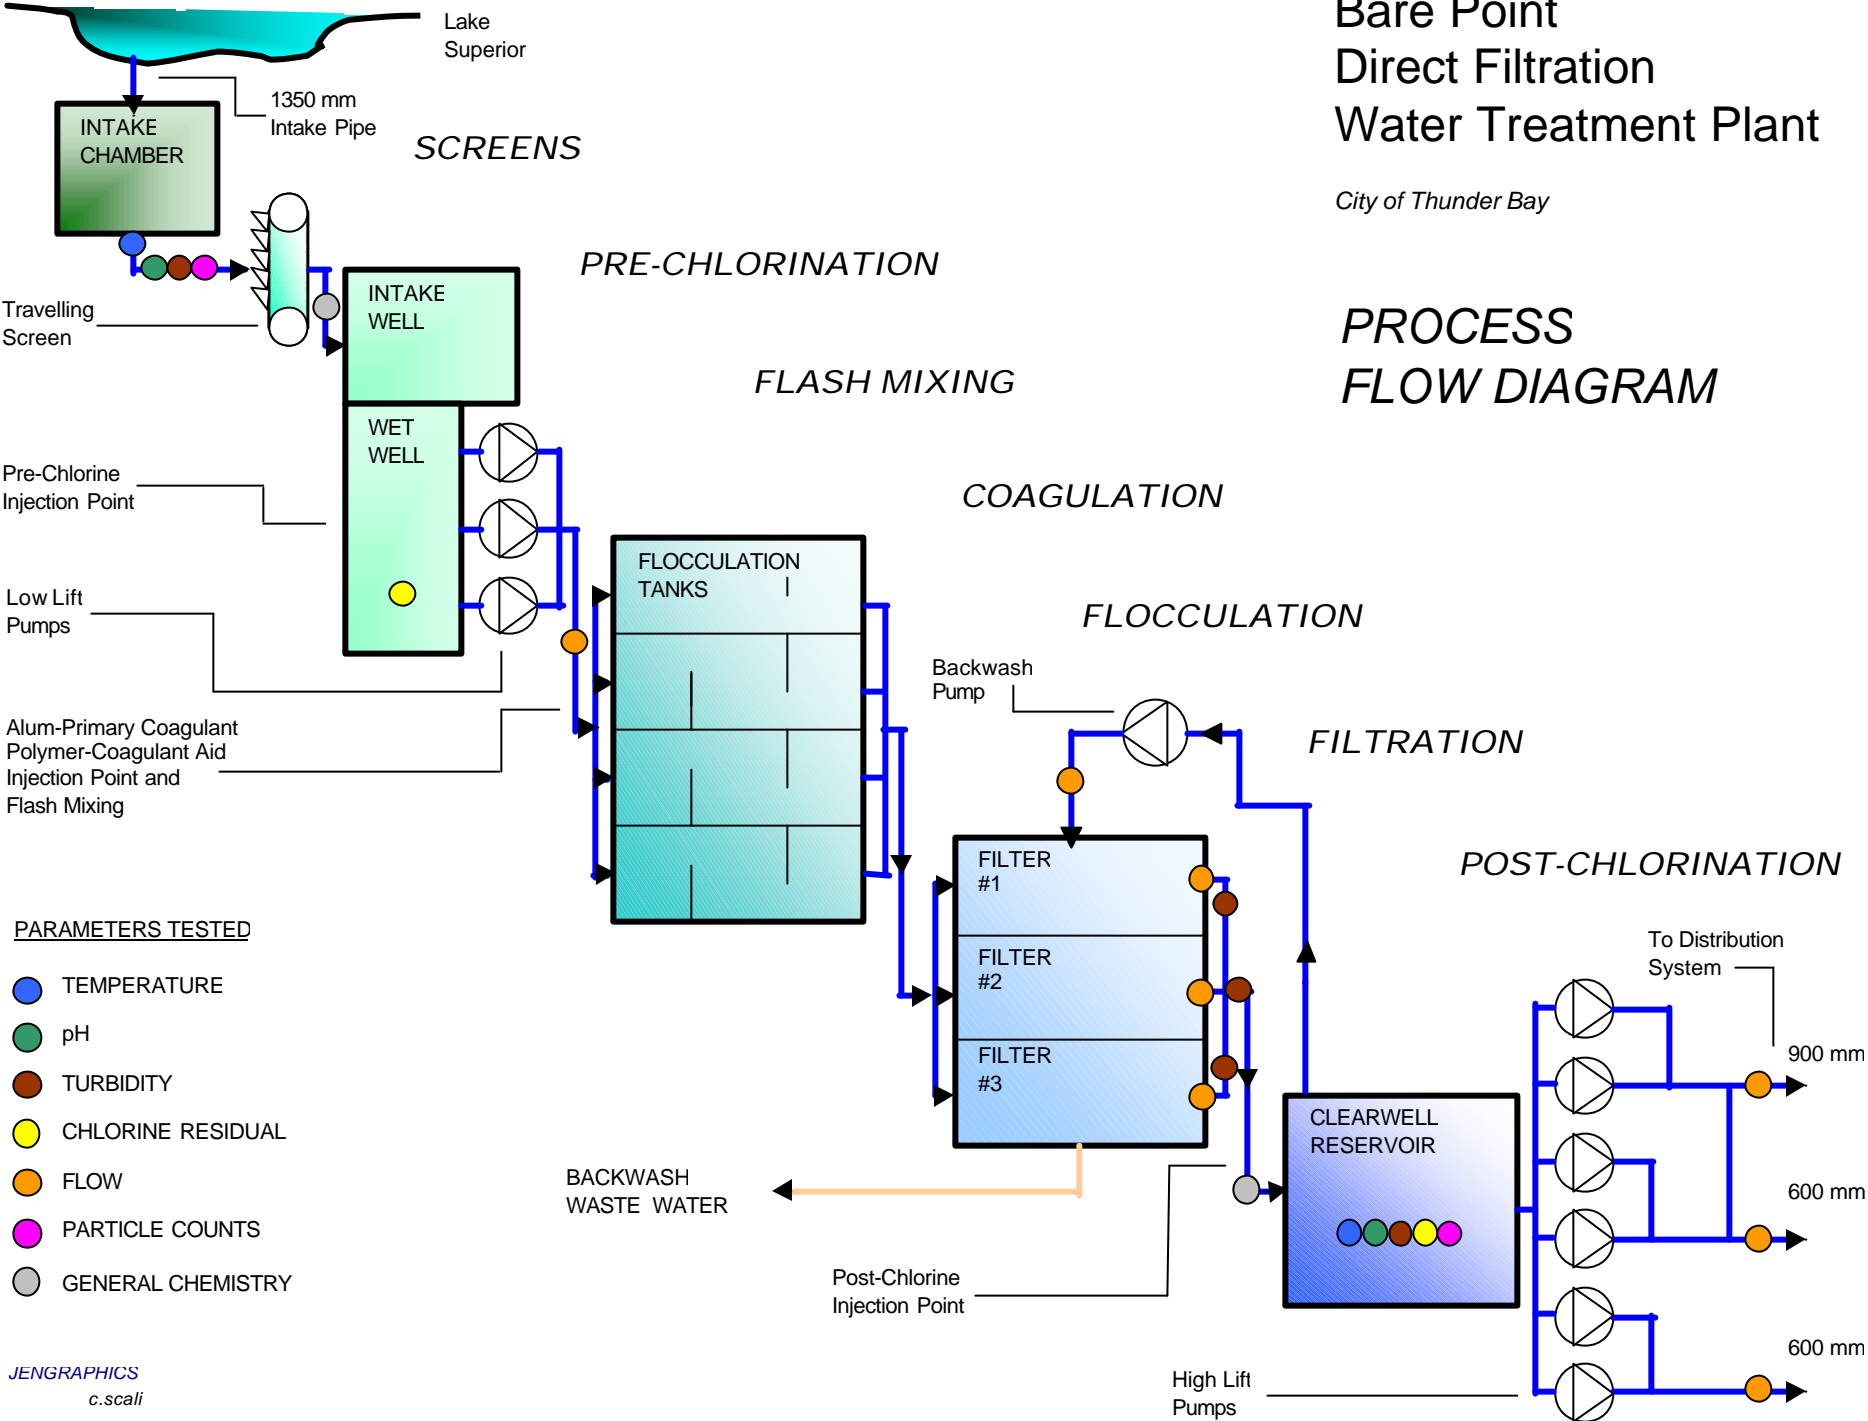 Bare Point
Direct Filtration
Water Treatment Plant
City of Thunder Bay
PROCESS
FLOW DIAGRAM
Lake
Superior
1350 mm
Intake Pipe
INTAKE
CHAMBER
SCREENS
Travelling
Screen
PRE-CHLORINATION
INTAKE
WELL
FLASH MIXING
WET
WELL
Pre-Chlorine
Injection Point
COAGULATION
Low Lift
Pumps
FLOCCULATION
TANKS
FLOCCULATION
Alum-Primary Coagulant
Polymer-Coagulant Aid
Injection Point and
Flash Mixing
Backwash
Pump
FILTRATION
FILTER
#1
FILTER
#2
FILTER
#3
POST-CHLORINATION
To Distribution
System
900 mm
600 mm
600 mm
CLEARWELL
RESERVOIR
BACKWASH
WASTE WATER
Post-Chlorine
Injection Point
High Lift
Pumps
PARAMETERS TESTED
TEMPERATURE
pH
TURBIDITY
CHLORINE RESIDUAL
FLOW
PARTICLE COUNTS
GENERAL CHEMISTRY
JENGRAPHICS
c.scali